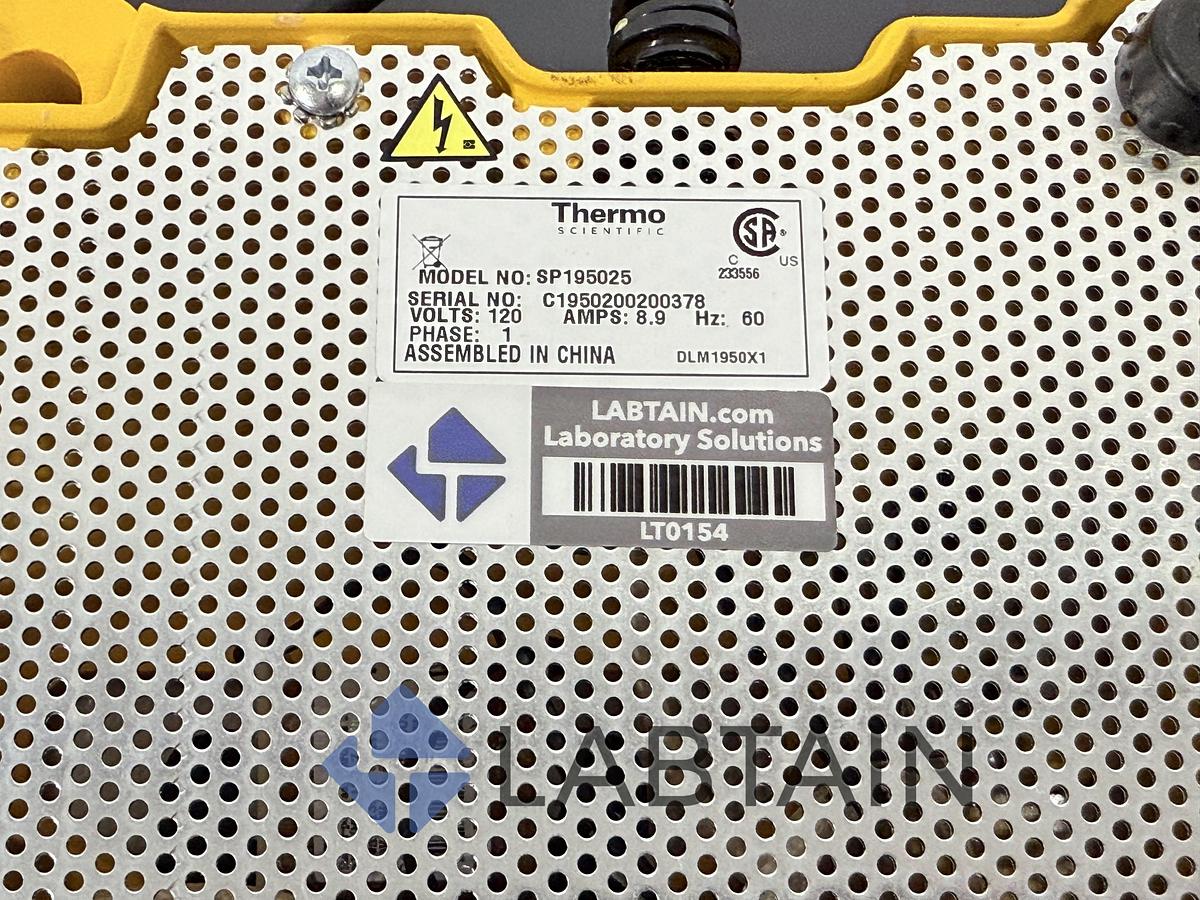 Thermo
SCIENTIFIC
CSA®
C US
233556
MODEL NO: SP195025
SERIAL NO: C1950200200378
VOLTS: 120 AMPS: 8.9 Hz: 60
PHASE: 1
ASSEMBLED IN CHINA DLM1950X1
LABTAIN.com
Laboratory Solutions
LT0154
LABTAIN